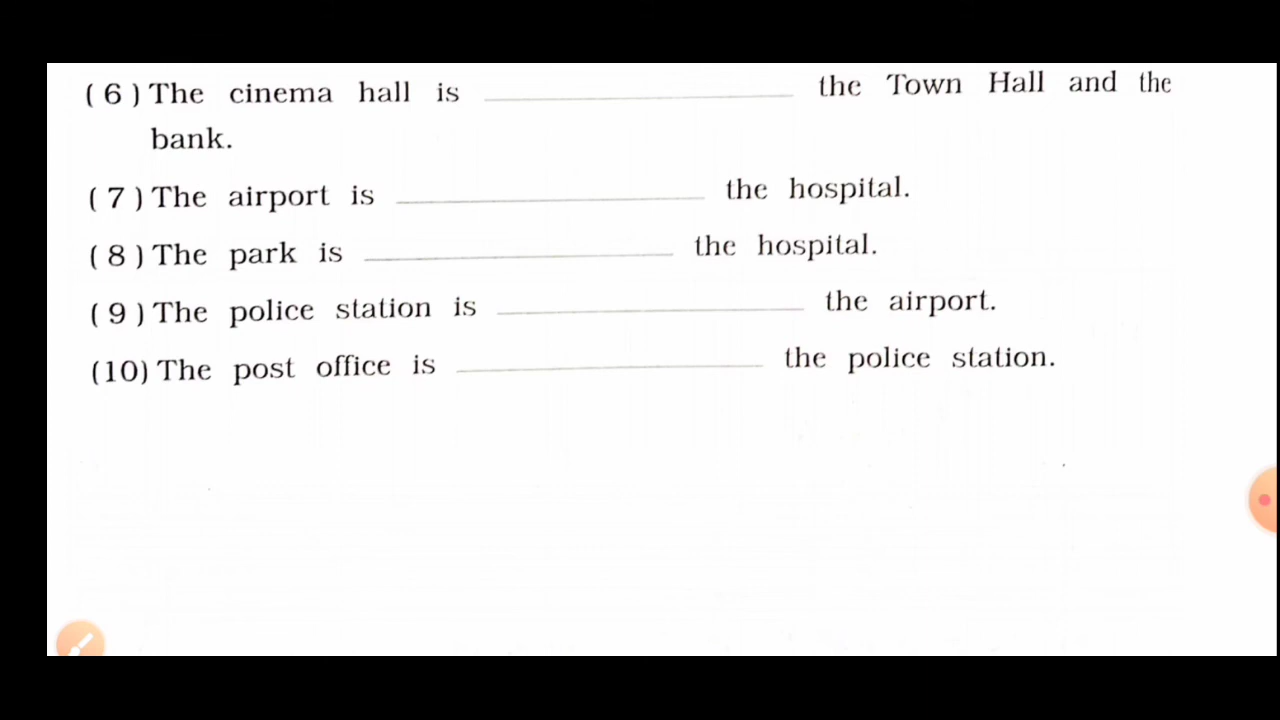 ( 6 ) The cinema hall is ____________ the Town Hall and the
bank.
( 7 ) The airport is ____________ the hospital.
( 8 ) The park is ____________ the hospital.
( 9 ) The police station is ____________ the airport.
(10) The post office is ____________ the police station.